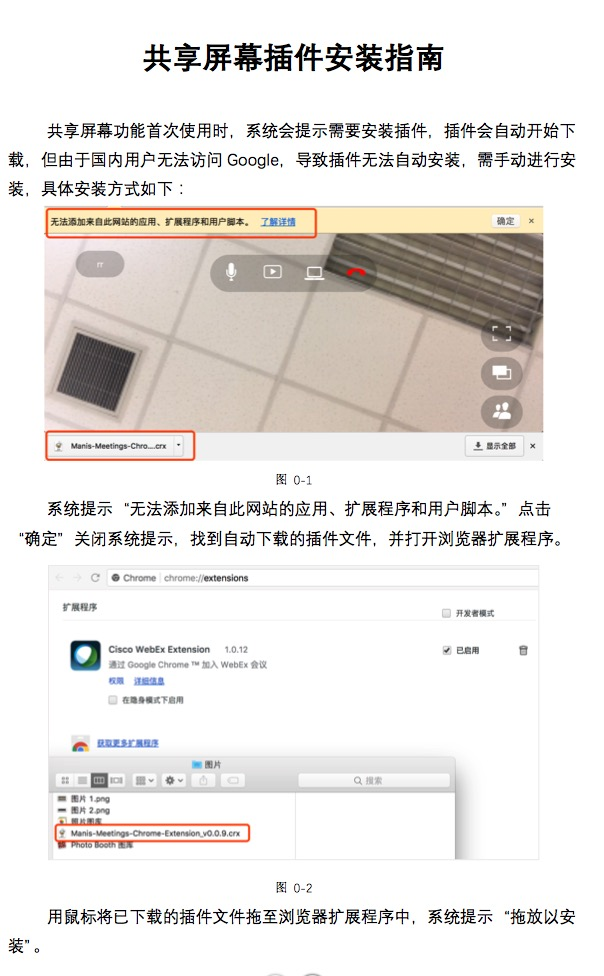 共享屏幕插件安装指南
共享屏幕功能首次使用时，系统会提示需要安装插件，插件会自动开始下
载，但由于国内用户无法访问 Google，导致插件无法自动安装，需手动进行安
装，具体安装方式如下：
无法添加来自此网站的应用、扩展程序和用户脚本。 了解详情 确定 ×
rr
Manis-Meetings-Chro....crx 显示全部 ×
图 0-1
系统提示“无法添加来自此网站的应用、扩展程序和用户脚本。”点击
“确定”关闭系统提示，找到自动下载的插件文件，并打开浏览器扩展程序。
Chrome | chrome://extensions
扩展程序 开发者模式
Cisco WebEx Extension 1.0.12 已启用
通过 Google Chrome ™ 加入 WebEx 会议
权限 详细信息
在隐身模式下启用
获取更多扩展程序
图片
搜索
图片 1.png
图片 2.png
照片图库
Manis-Meetings-Chrome-Extension_v0.0.9.crx
Photo Booth 图库
图 0-2
用鼠标将已下载的插件文件拖至浏览器扩展程序中，系统提示“拖放以安
装”。